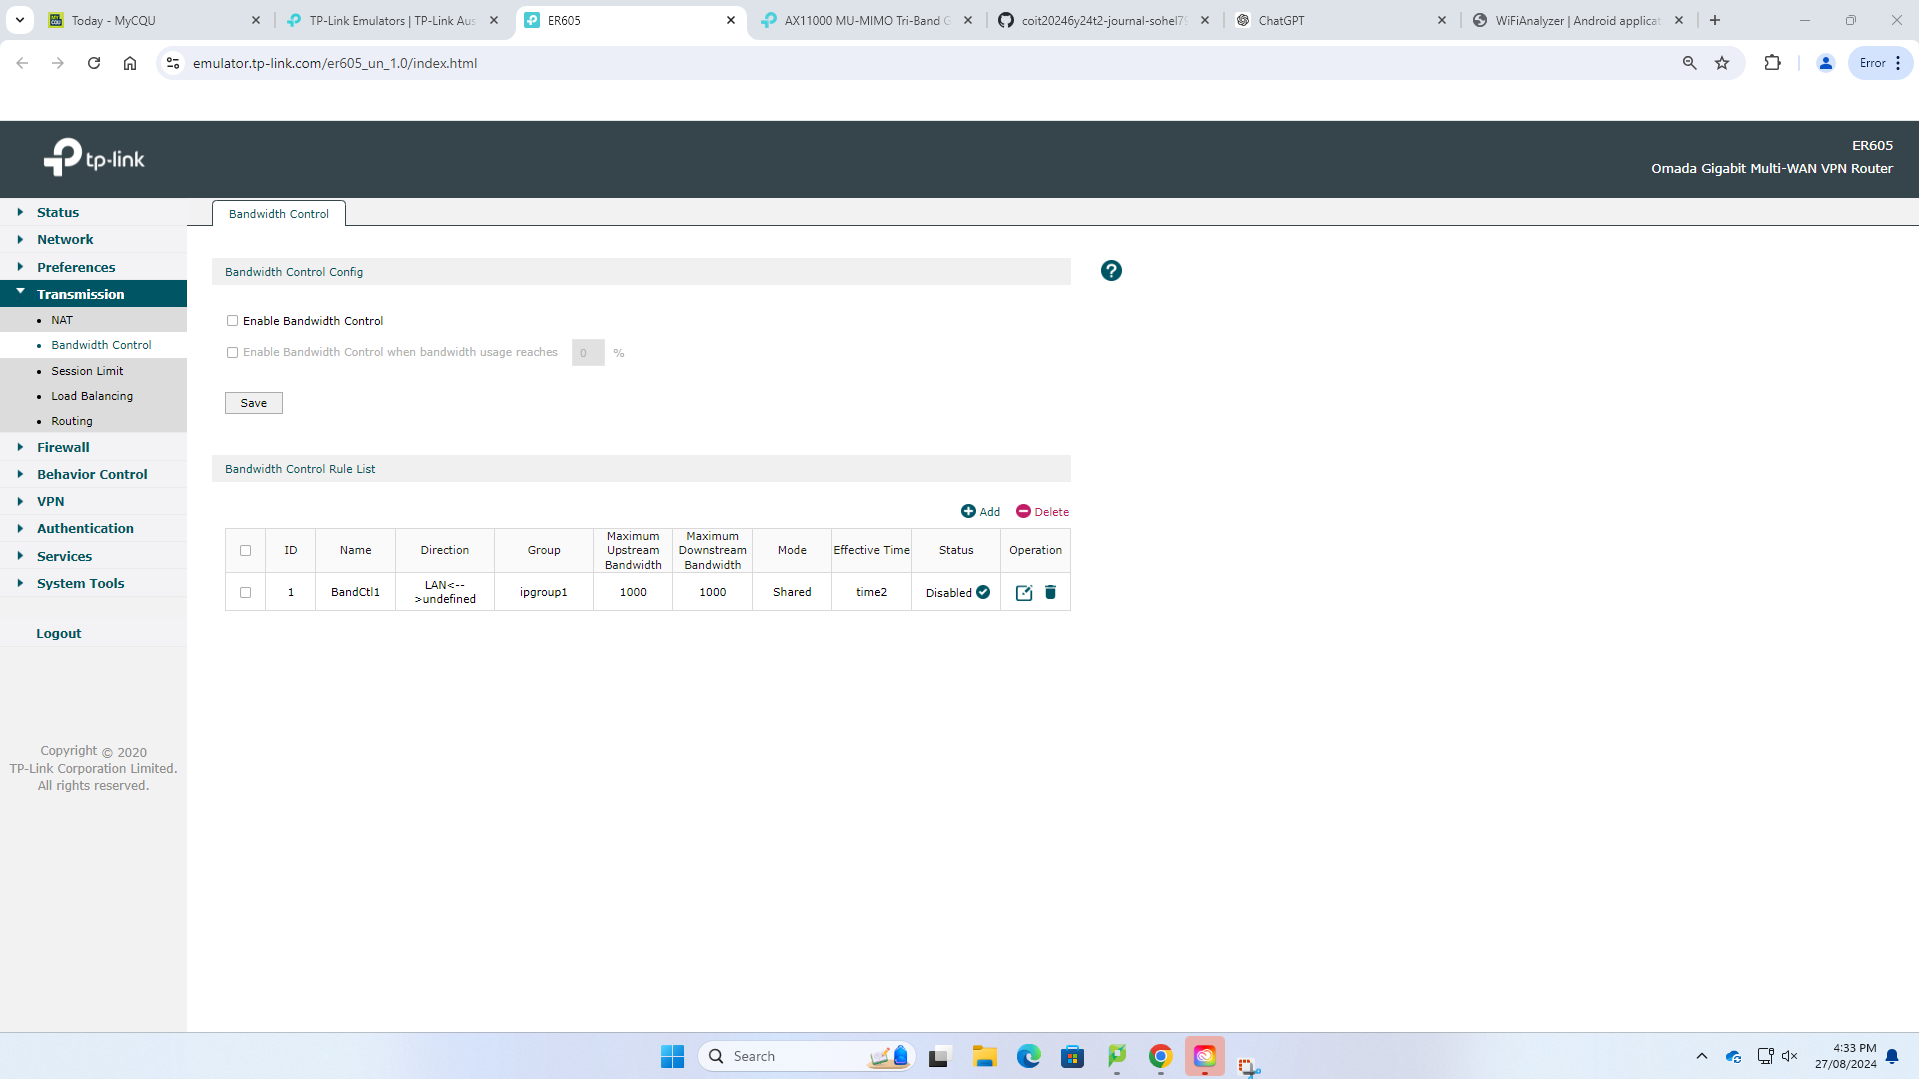 Today - MyCQU
TP-Link Emulators | TP-Link Aus
ER605
AX11000 MU-MIMO Tri-Band G
coit20246y24t2-journal-sohel79
ChatGPT
WiFiAnalyzer | Android applicat
emulator.tp-link.com/er605_un_1.0/index.html
Error
tp-link
ER605
Omada Gigabit Multi-WAN VPN Router
Status
Network
Preferences
Transmission
NAT
Bandwidth Control
Session Limit
Load Balancing
Routing
Firewall
Behavior Control
VPN
Authentication
Services
System Tools
Logout
Copyright © 2020
TP-Link Corporation Limited.
All rights reserved.
Bandwidth Control
Bandwidth Control Config
?
Enable Bandwidth Control
Enable Bandwidth Control when bandwidth usage reaches 0 %
Save
Bandwidth Control Rule List
Add Delete
ID Name Direction Group Maximum Upstream Bandwidth Maximum Downstream Bandwidth Mode Effective Time Status Operation
1 BandCtl1 LAN<-->undefined ipgroup1 1000 1000 Shared time2 Disabled
Search
4:33 PM
27/08/2024